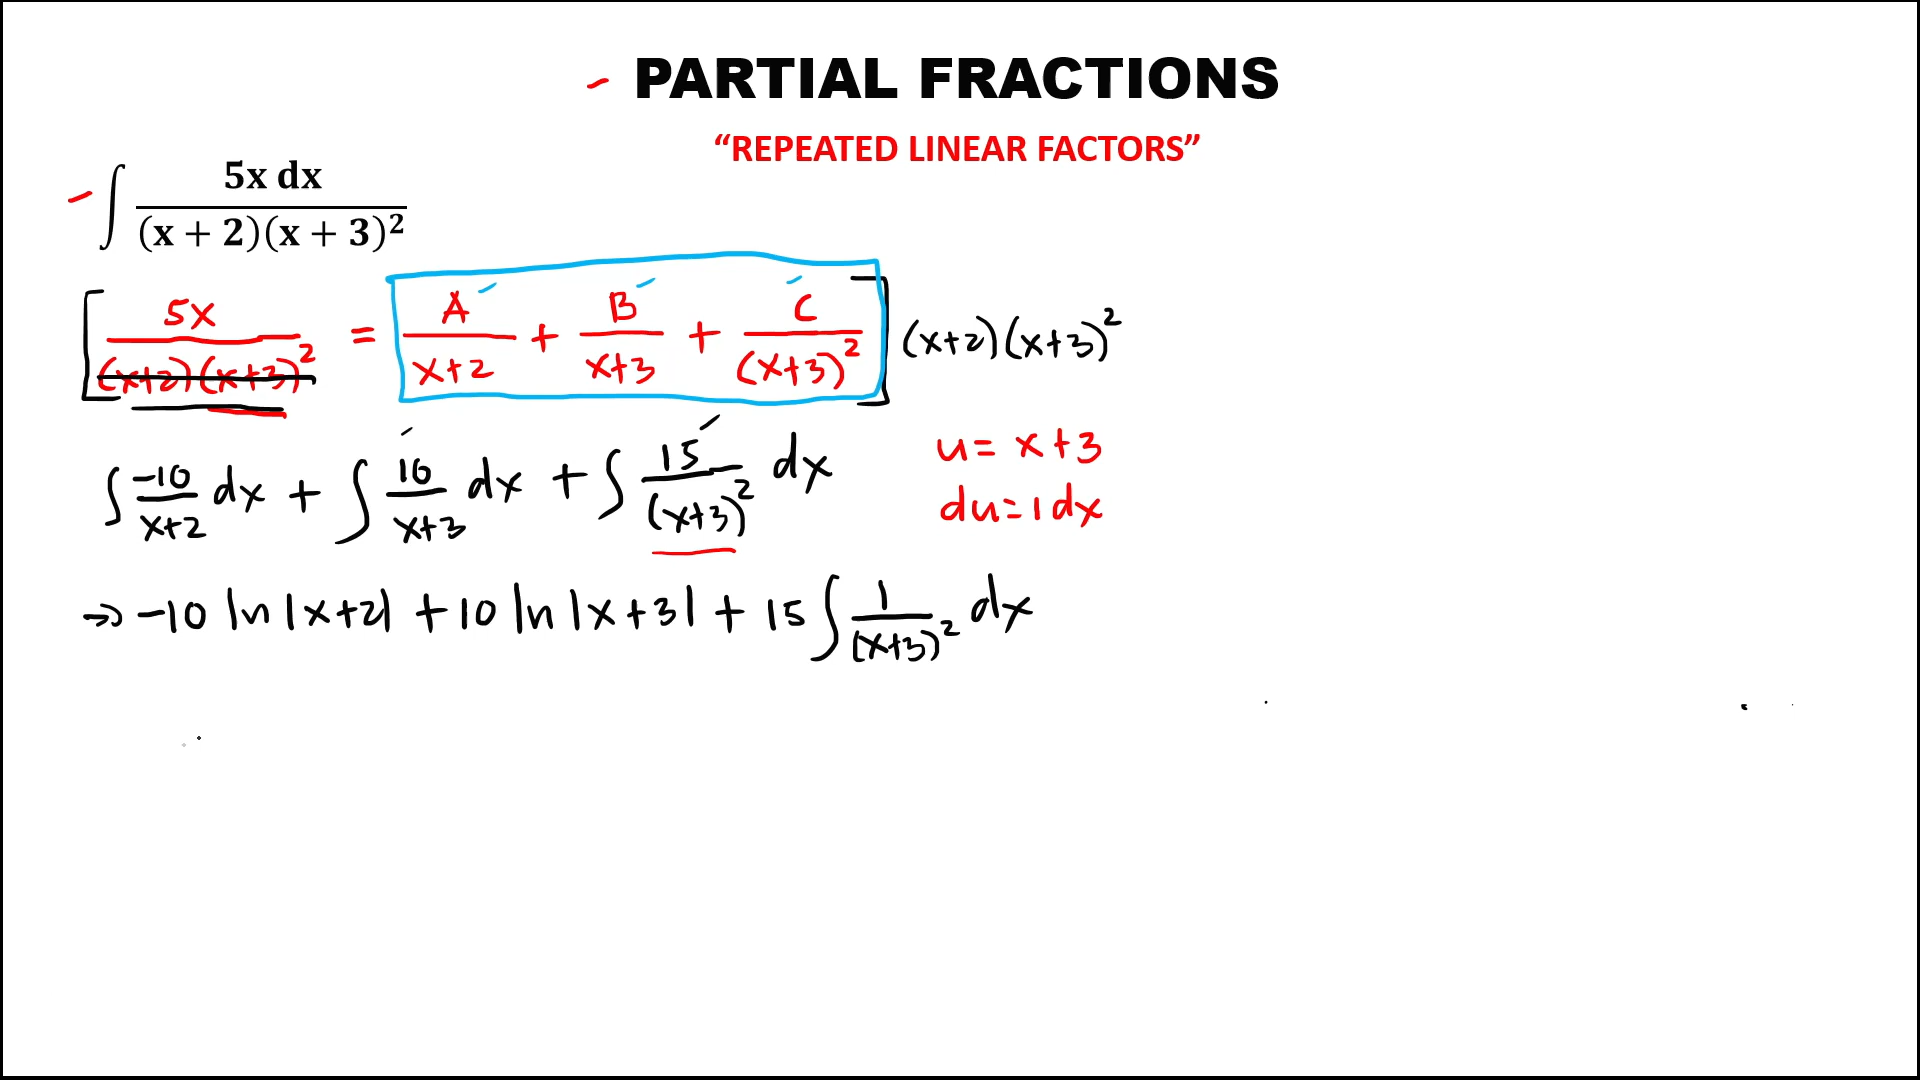 PARTIAL FRACTIONS
“REPEATED LINEAR FACTORS”
∫ 5x dx / (x + 2)(x + 3)²
[5x / (x+2)(x+3)² = A / x+2 + B / x+3 + C / (x+3)²] (x+2)(x+3)²
∫ -10 / x+2 dx + ∫ 10 / x+3 dx + ∫ 15 / (x+3)² dx
u = x+3
du = 1dx
→ -10 ln |x+2| + 10 ln |x+3| + 15 ∫ 1 / (x+3)² dx